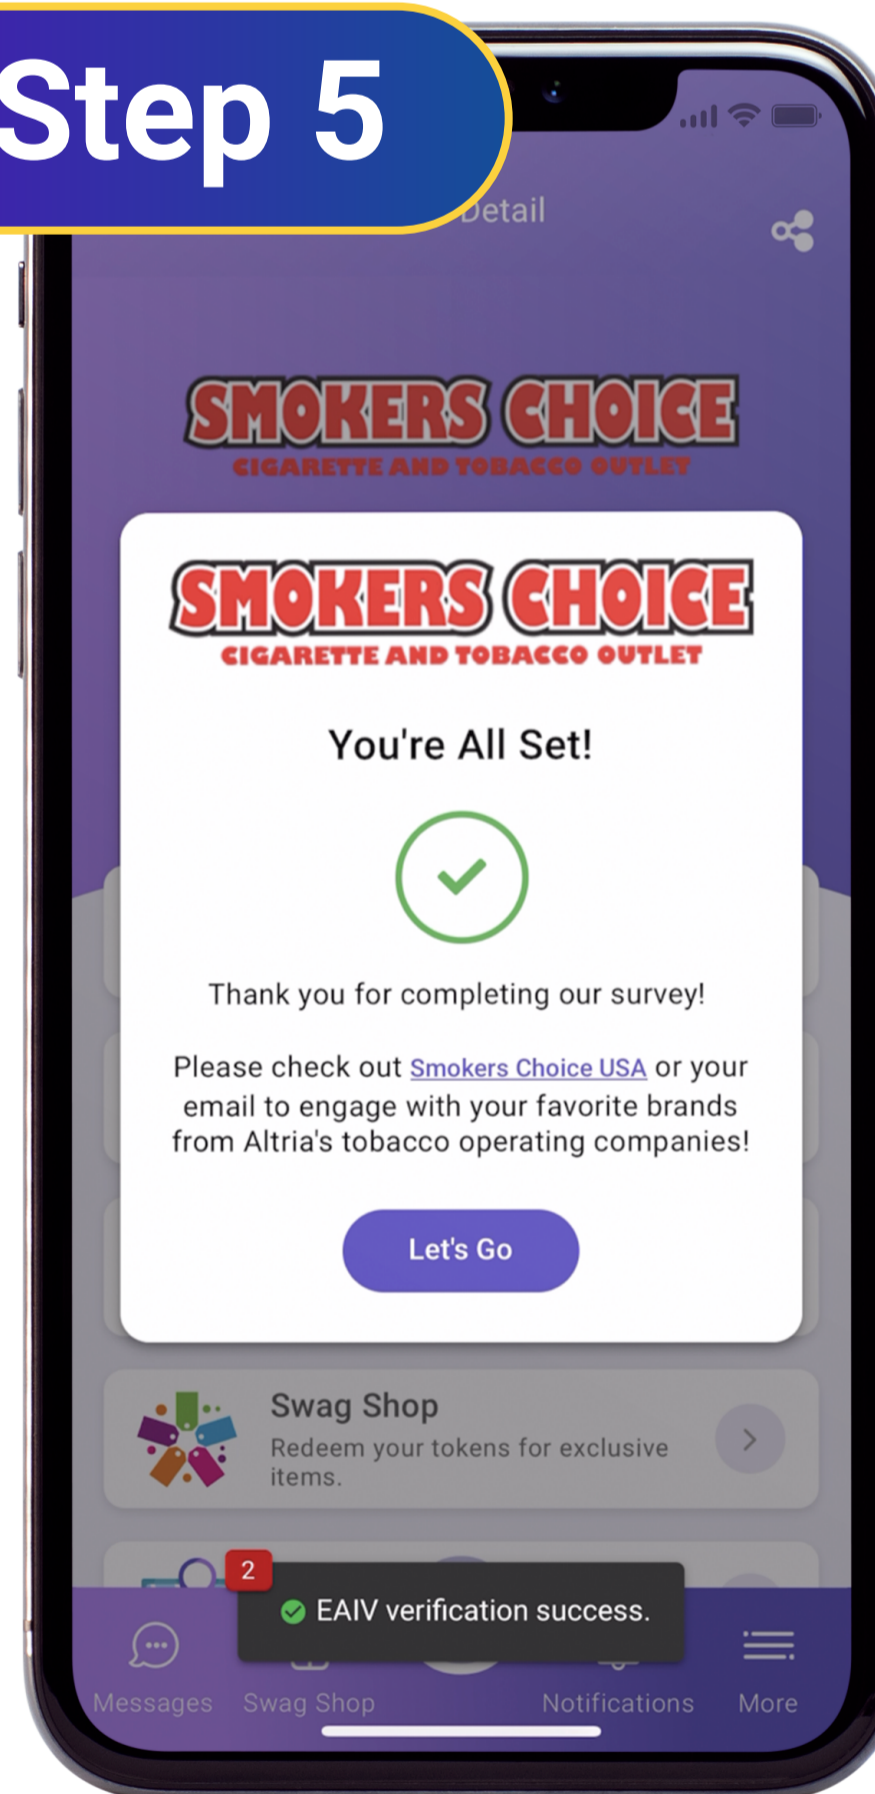 Step 5
Detail
SMOKERS CHOICE
CIGARETTE AND TOBACCO OUTLET
SMOKERS CHOICE
CIGARETTE AND TOBACCO OUTLET
You're All Set!
Thank you for completing our survey!
Please check out Smokers Choice USA or your
email to engage with your favorite brands
from Altria's tobacco operating companies!
Let's Go
Swag Shop
Redeem your tokens for exclusive
items.
2
EAIV verification success.
Messages Swag Shop Notifications More